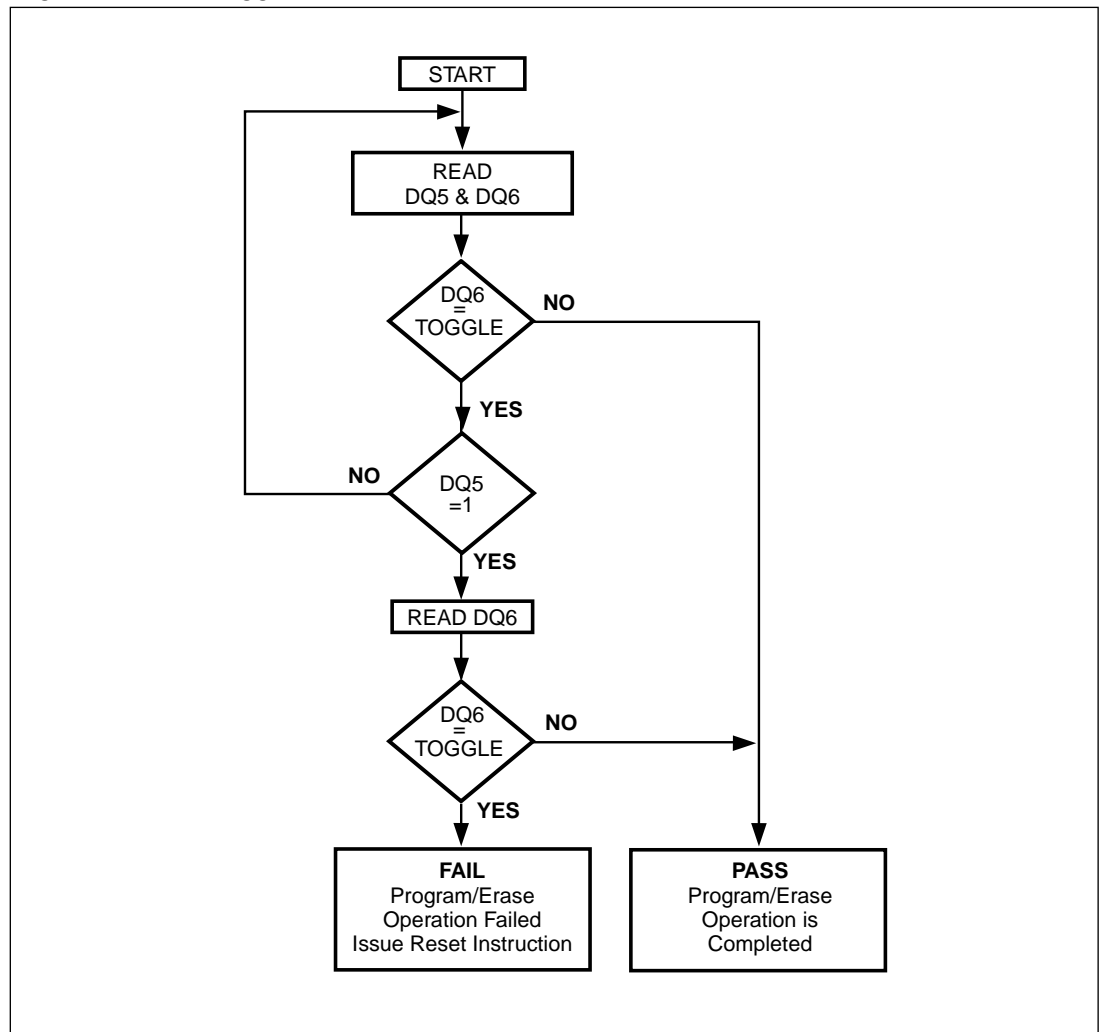 START
READ
DQ5 & DQ6
DQ6
=
TOGGLE
NO
YES
NO
DQ5
=1
YES
READ DQ6
DQ6
=
TOGGLE
NO
YES
FAIL
Program/Erase
Operation Failed
Issue Reset Instruction
PASS
Program/Erase
Operation is
Completed